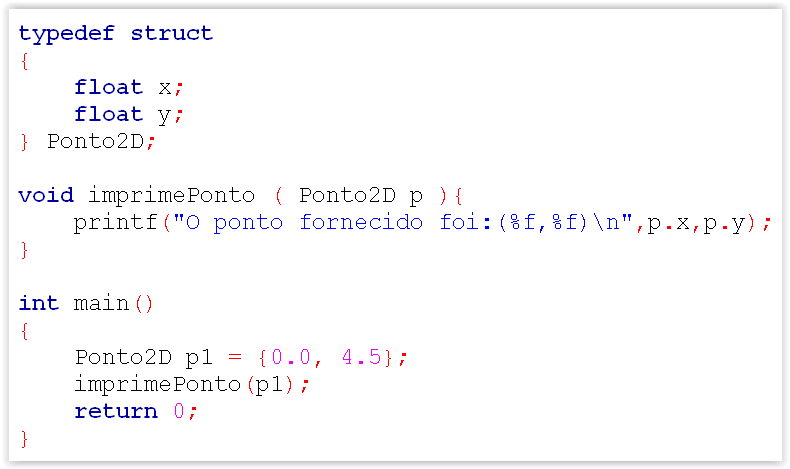 typedef struct
{
    float x;
    float y;
} Ponto2D;

void imprimePonto ( Ponto2D p ){
    printf("O ponto fornecido foi:(%f,%f)\n",p.x,p.y);
}

int main()
{
    Ponto2D p1 = {0.0, 4.5};
    imprimePonto(p1);
    return 0;
}